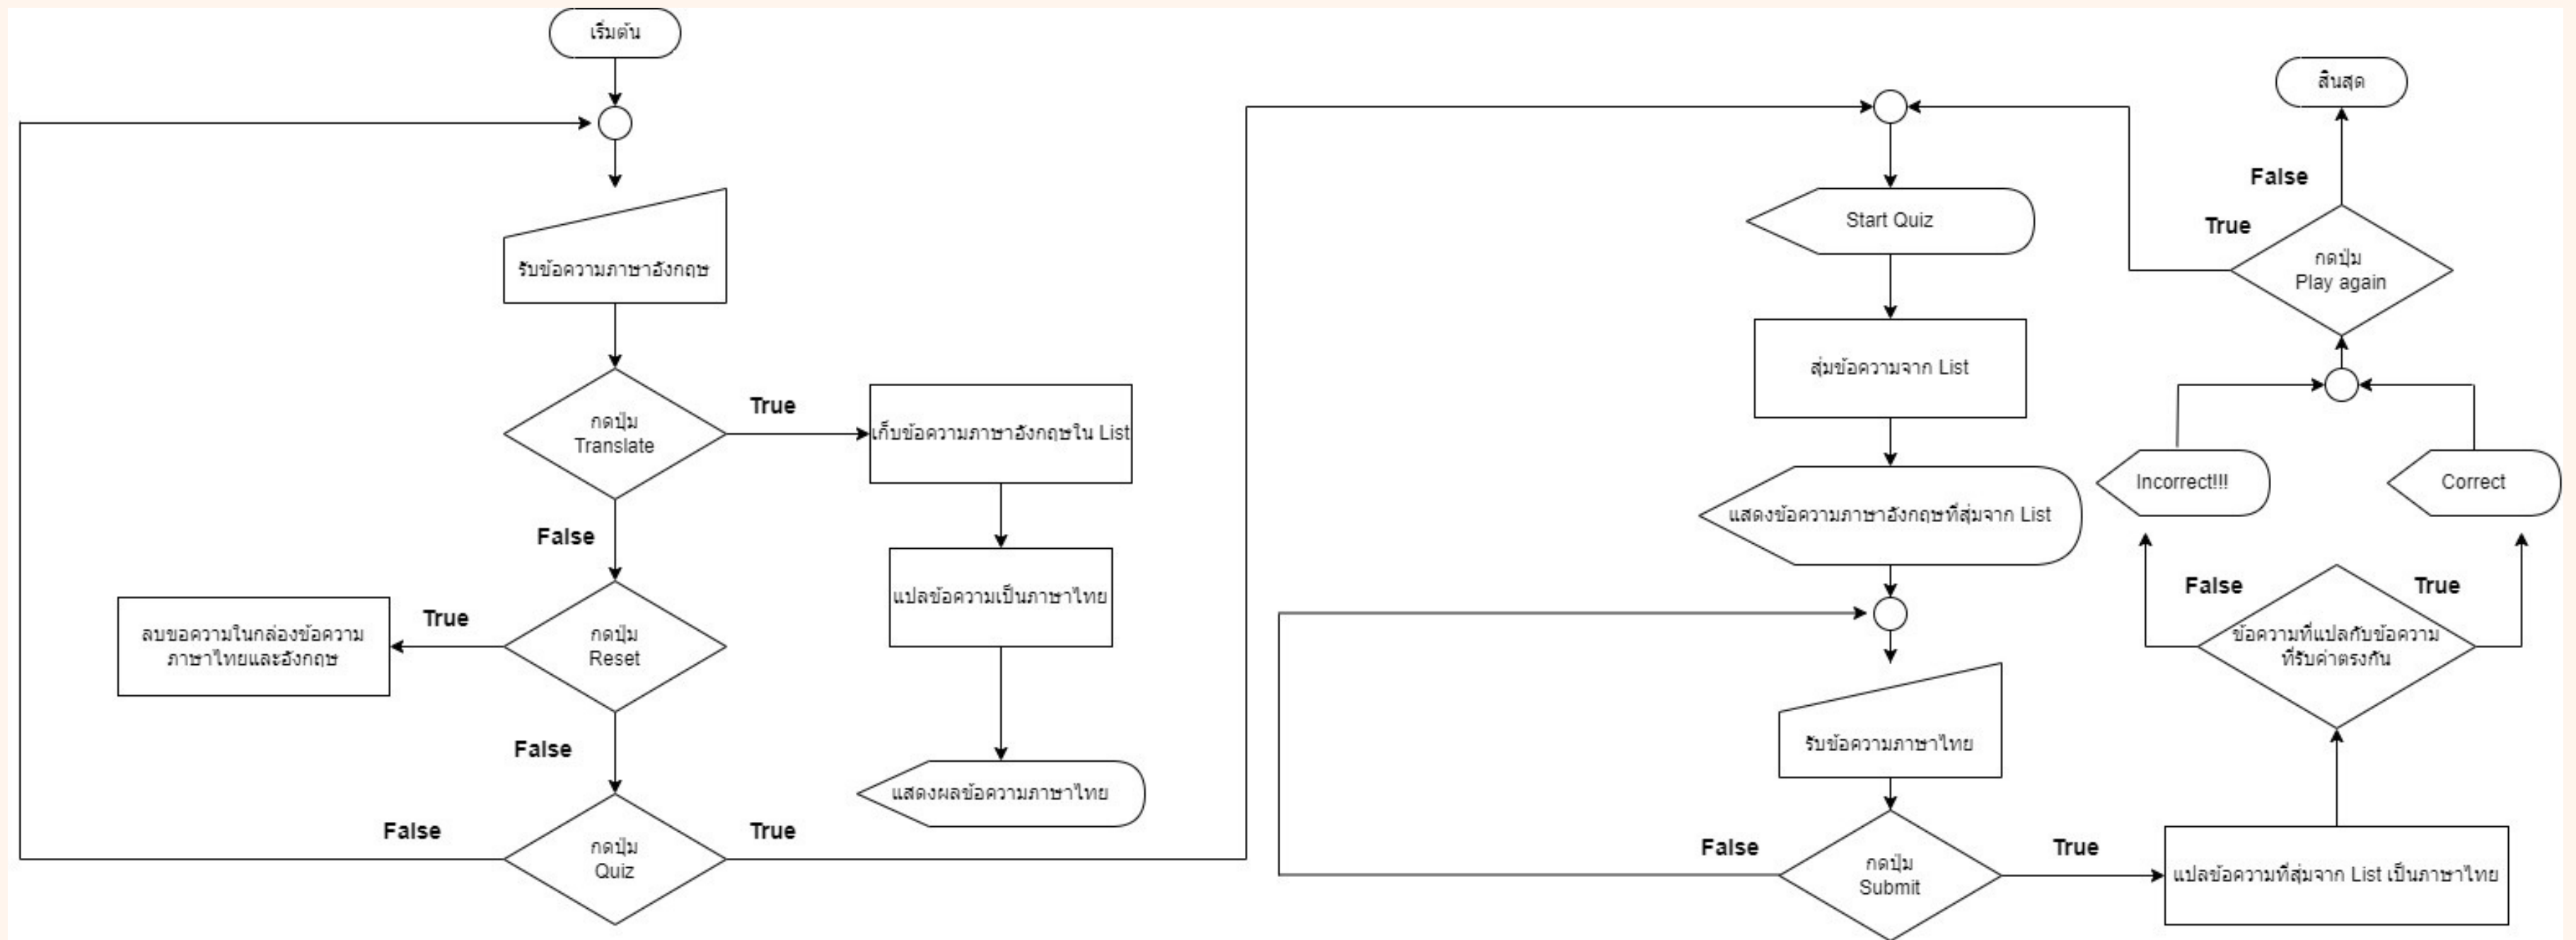 เริ่มต้น
รับข้อความภาษาอังกฤษ
กดปุ่ม
Translate
True
เก็บข้อความภาษาอังกฤษใน List
แปลข้อความเป็นภาษาไทย
แสดงผลข้อความภาษาไทย
False
กดปุ่ม
Reset
True
ลบขอความในกล่องข้อความ
ภาษาไทยและอังกฤษ
False
กดปุ่ม
Quiz
False
True
Start Quiz
สุ่มข้อความจาก List
แสดงข้อความภาษาอังกฤษที่สุ่มจาก List
รับข้อความภาษาไทย
กดปุ่ม
Submit
False
True
แปลข้อความที่สุ่มจาก List เป็นภาษาไทย
ข้อความที่แปลกับข้อความ
ที่รับค่าตรงกัน
False
True
Incorrect!!!
Correct
กดปุ่ม
Play again
True
False
สิ้นสุด